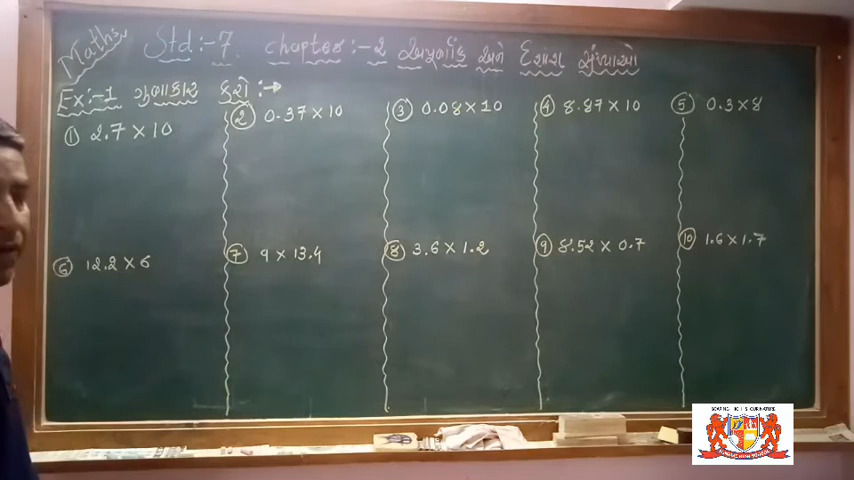 Maths
Std:-7. chapter:-2 અપૂર્ણાંક અને દશાંશ સંખ્યાઓ
Ex:-1 ગુણાકાર કરો:→
① 2.7 × 10
② 0.37 × 10
③ 0.08 × 10
④ 8.87 × 10
⑤ 0.3 × 8
⑥ 12.2 × 6
⑦ 9 × 13.4
⑧ 3.6 × 1.2
⑨ 8.52 × 0.7
⑩ 1.6 × 1.7